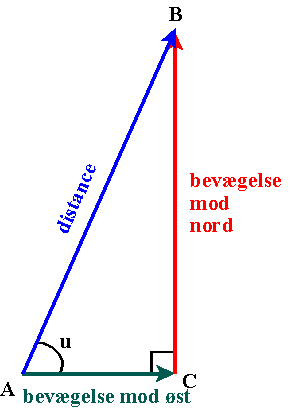 B
distance
bevægelse
mod
nord
u
A
C
bevægelse mod øst